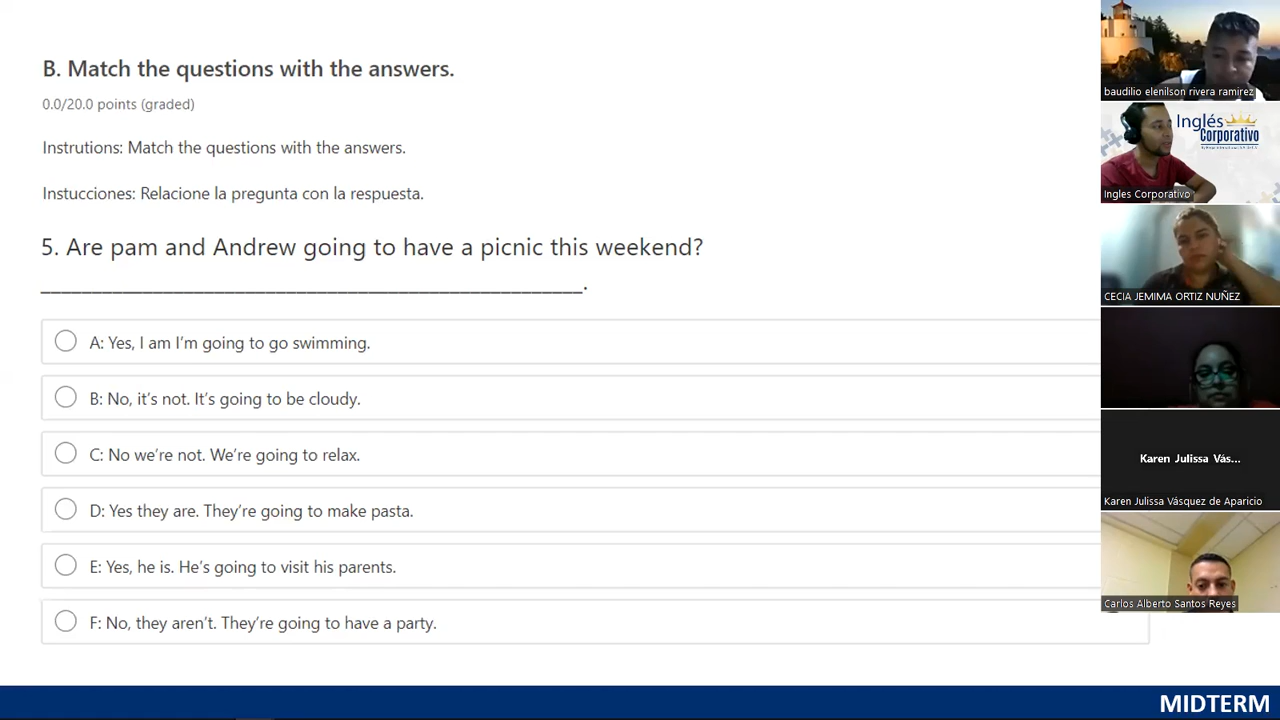 B. Match the questions with the answers.
0.0/20.0 points (graded)
Instrutions: Match the questions with the answers.
Instucciones: Relacione la pregunta con la respuesta.
5. Are pam and Andrew going to have a picnic this weekend?
______________________________________________________.
A: Yes, I am I’m going to go swimming.
B: No, it’s not. It’s going to be cloudy.
C: No we’re not. We’re going to relax.
D: Yes they are. They’re going to make pasta.
E: Yes, he is. He’s going to visit his parents.
F: No, they aren’t. They’re going to have a party.
MIDTERM
baudilio elenilson rivera ramirez
Inglés
Corporativo
Ingles Corporativo
CECIA JEMIMA ORTIZ NUÑEZ
Karen Julissa Vás...
Karen Julissa Vásquez de Aparicio
Carlos Alberto Santos Reyes